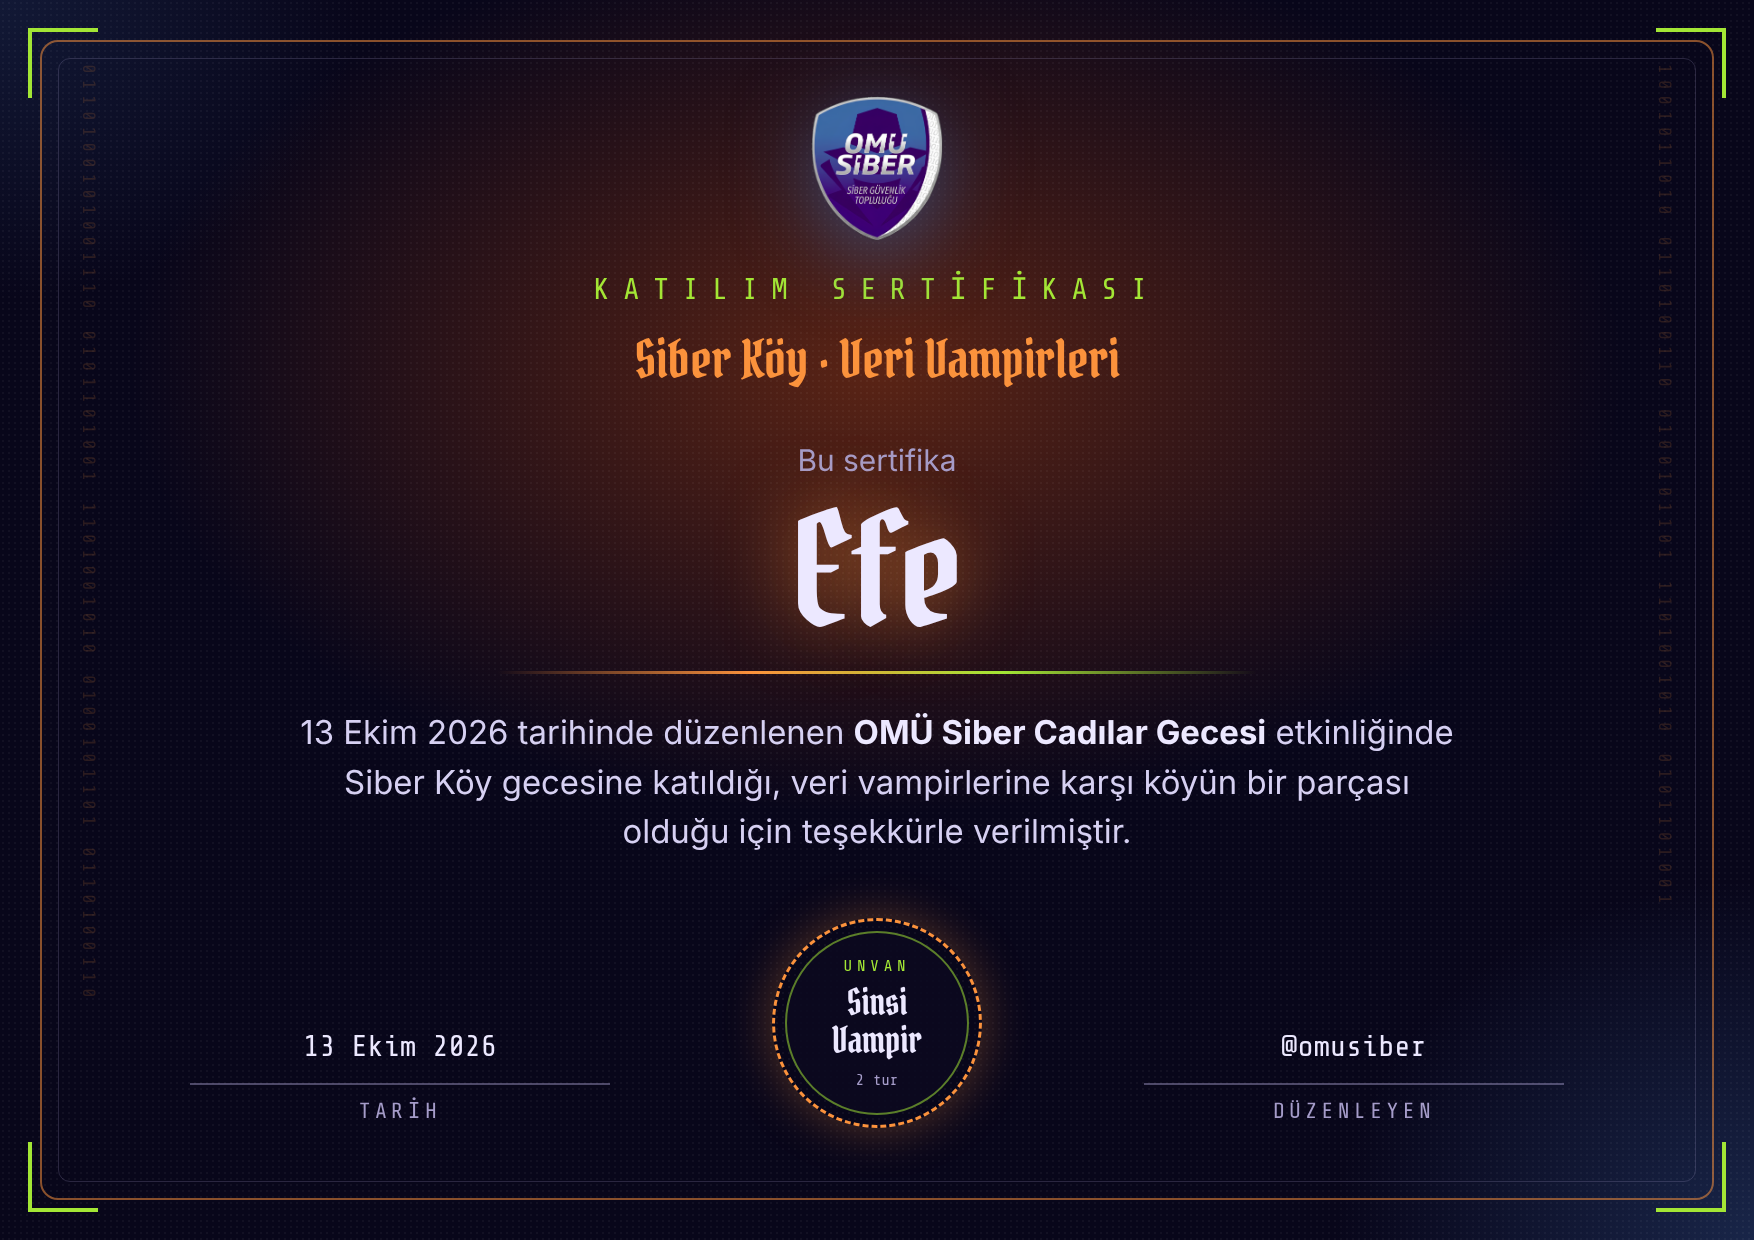 OMÜ
SİBER
SİBER GÜVENLİK
TOPLULUĞU
KATILIM SERTİFİKASI
Siber Köy · Veri Vampirleri
Bu sertifika
Efe
13 Ekim 2026 tarihinde düzenlenen OMÜ Siber Cadılar Gecesi etkinliğinde
Siber Köy gecesine katıldığı, veri vampirlerine karşı köyün bir parçası
olduğu için teşekkürle verilmiştir.
UNVAN
Sinsi
Vampir
2 tur
13 Ekim 2026
TARİH
@omusiber
DÜZENLEYEN